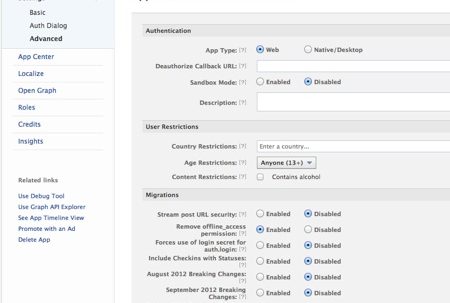 Basic
Auth Dialog
Advanced
App Center
Localize
Open Graph
Roles
Credits
Insights
Related links
Use Debug Tool
Use Graph API Explorer
See App Timeline View
Promote with an Ad
Delete App
Authentication
App Type: [?] Web Native/Desktop
Deauthorize Callback URL: [?]
Sandbox Mode: [?] Enabled Disabled
Description: [?]
User Restrictions
Country Restrictions: [?] Enter a country...
Age Restrictions: [?] Anyone (13+)
Content Restrictions: [?] Contains alcohol
Migrations
Stream post URL security: [?] Enabled Disabled
Remove offline_access
permission: [?] Enabled Disabled
Forces use of login secret for
auth.login: [?] Enabled Disabled
Include Checkins with Statuses:
[?] Enabled Disabled
August 2012 Breaking Changes:
[?] Enabled Disabled
September 2012 Breaking
Changes: [?] Enabled Disabled